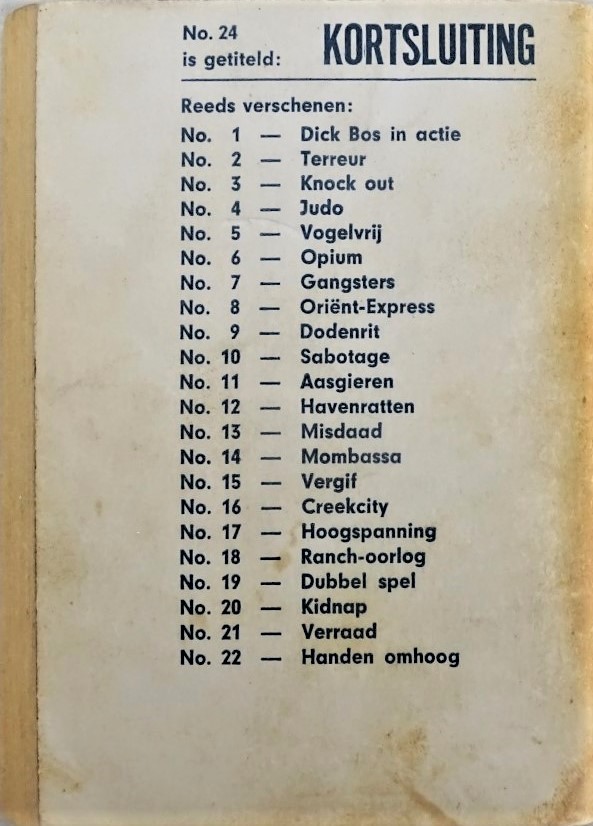 No. 24
is getiteld: KORTSLUITING
Reeds verschenen:
No. 1 — Dick Bos in actie
No. 2 — Terreur
No. 3 — Knock out
No. 4 — Judo
No. 5 — Vogelvrij
No. 6 — Opium
No. 7 — Gangsters
No. 8 — Oriënt-Express
No. 9 — Dodenrit
No. 10 — Sabotage
No. 11 — Aasgieren
No. 12 — Havenratten
No. 13 — Misdaad
No. 14 — Mombassa
No. 15 — Vergif
No. 16 — Creekcity
No. 17 — Hoogspanning
No. 18 — Ranch-oorlog
No. 19 — Dubbel spel
No. 20 — Kidnap
No. 21 — Verraad
No. 22 — Handen omhoog